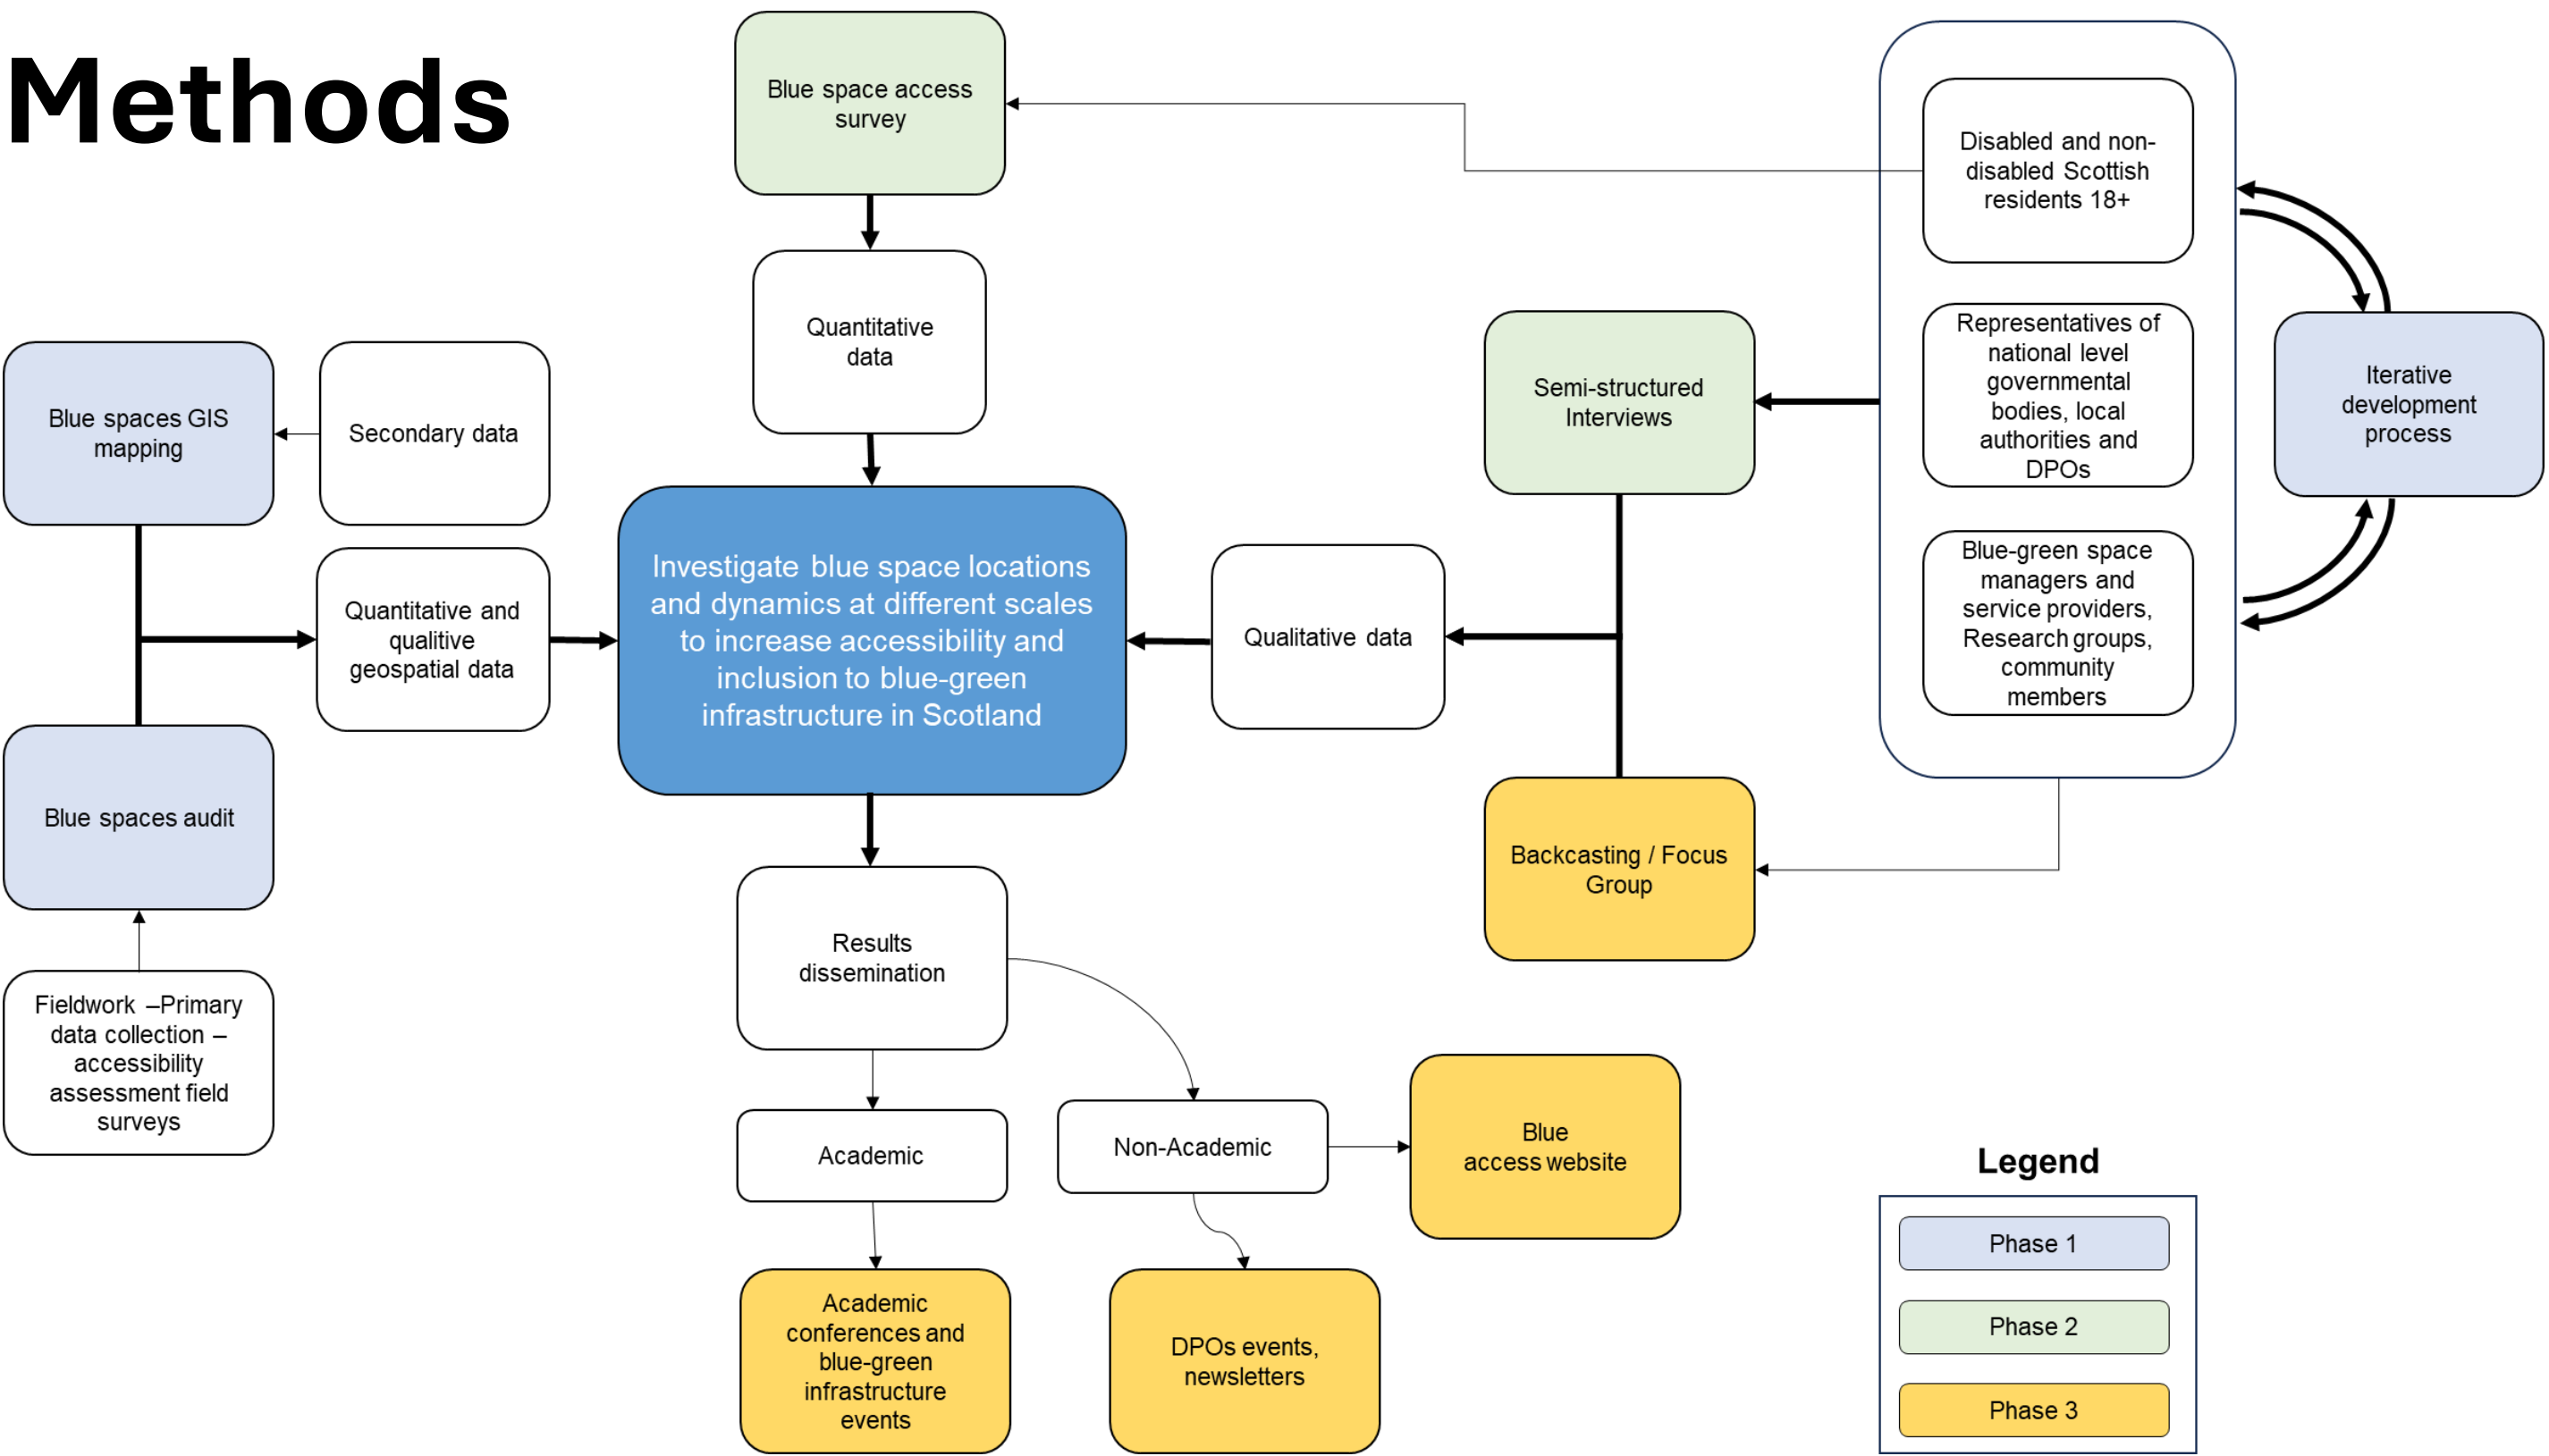 Methods
Blue space access
survey
Quantitative
data
Blue spaces GIS
mapping
Secondary data
Quantitative and
qualitive
geospatial data
Blue spaces audit
Fieldwork –Primary
data collection –
accessibility
assessment field
surveys
Investigate blue space locations
and dynamics at different scales
to increase accessibility and
inclusion to blue-green
infrastructure in Scotland
Qualitative data
Semi-structured
Interviews
Backcasting / Focus
Group
Disabled and non-
disabled Scottish
residents 18+
Representatives of
national level
governmental
bodies, local
authorities and
DPOs
Blue-green space
managers and
service providers,
Research groups,
community
members
Iterative
development
process
Results
dissemination
Academic
Non-Academic
Blue
access website
Academic
conferences and
blue-green
infrastructure
events
DPOs events,
newsletters
Legend
Phase 1
Phase 2
Phase 3